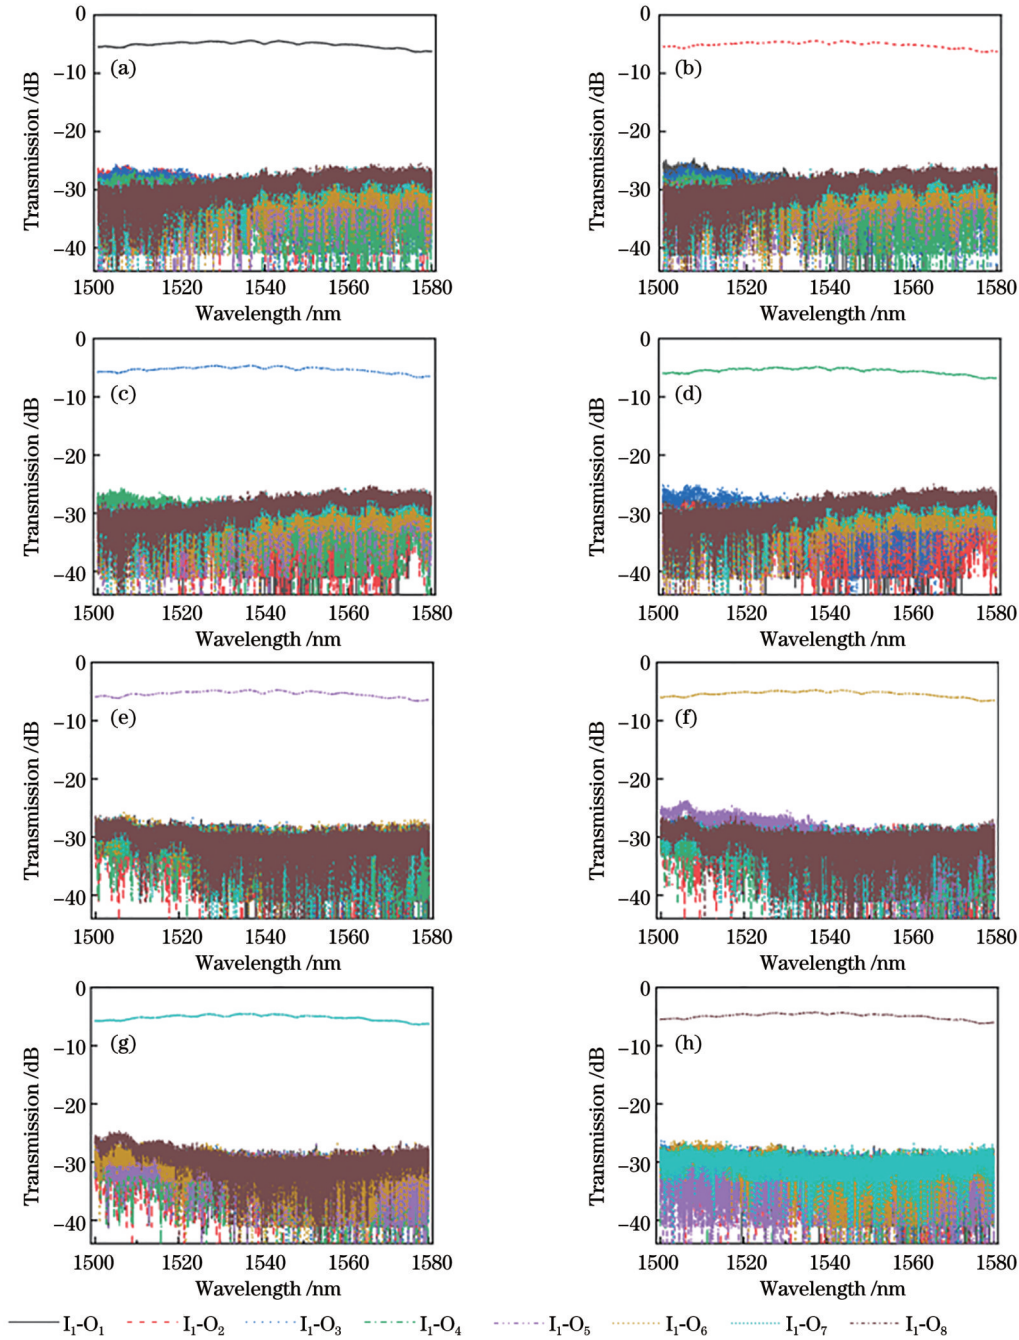 0
−10
−20
−30
−40
Transmission /dB
(a)
1500 1520 1540 1560 1580
Wavelength /nm
0
−10
−20
−30
−40
Transmission /dB
(b)
1500 1520 1540 1560 1580
Wavelength /nm
0
−10
−20
−30
−40
Transmission /dB
(c)
1500 1520 1540 1560 1580
Wavelength /nm
0
−10
−20
−30
−40
Transmission /dB
(d)
1500 1520 1540 1560 1580
Wavelength /nm
0
−10
−20
−30
−40
Transmission /dB
(e)
1500 1520 1540 1560 1580
Wavelength /nm
0
−10
−20
−30
−40
Transmission /dB
(f)
1500 1520 1540 1560 1580
Wavelength /nm
0
−10
−20
−30
−40
Transmission /dB
(g)
1500 1520 1540 1560 1580
Wavelength /nm
0
−10
−20
−30
−40
Transmission /dB
(h)
1500 1520 1540 1560 1580
Wavelength /nm
I₁-O₁ I₁-O₂ I₁-O₃ I₁-O₄ I₁-O₅ I₁-O₆ I₁-O₇ I₁-O₈